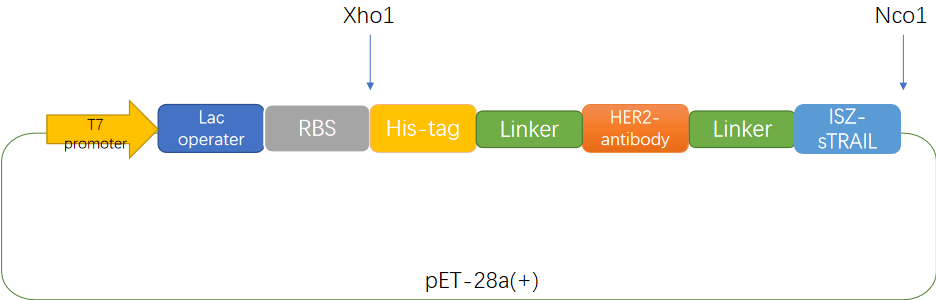 Xho1
Nco1
T7
promoter
Lac
operater
RBS
His-tag
Linker
HER2-
antibody
Linker
ISZ-
sTRAIL
pET-28a(+)